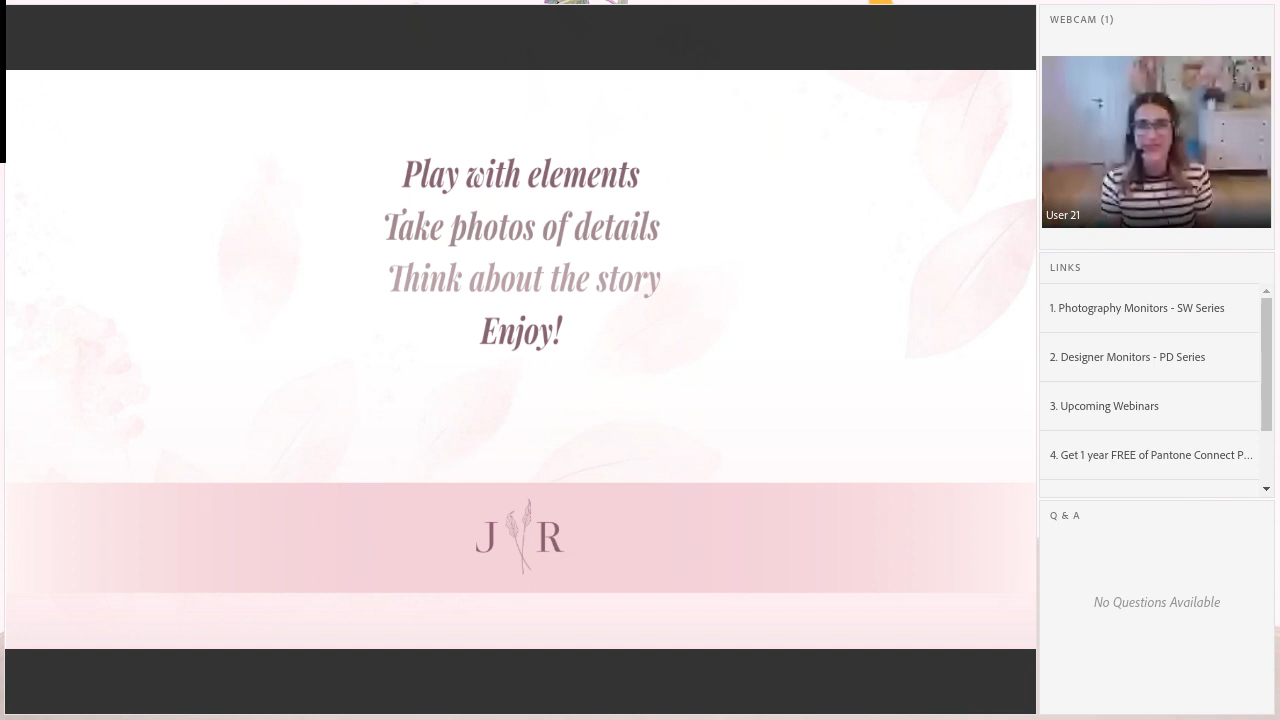 Play with elements
Take photos of details
Think about the story
Enjoy!
J R
WEBCAM (1)
User 21
LINKS
1. Photography Monitors - SW Series
2. Designer Monitors - PD Series
3. Upcoming Webinars
4. Get 1 year FREE of Pantone Connect P...
Q & A
No Questions Available